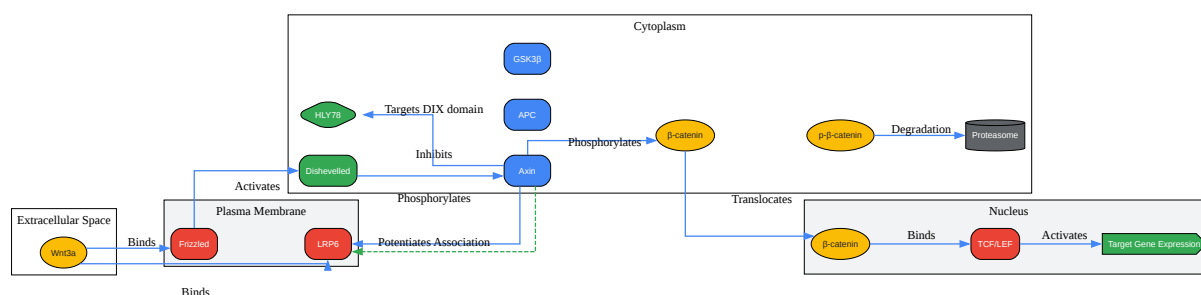 Cytoplasm
GSK3β
HLY78
Targets DIX domain
APC
Phosphorylates
β-catenin
p-β-catenin
Degradation
Proteasome
Inhibits
Dishevelled
Axin
Activates
Phosphorylates
Translocates
Extracellular Space
Plasma Membrane
Nucleus
Wnt3a
Binds
Frizzled
LRP6
Potentiates Association
β-catenin
Binds
TCF/LEF
Activates
Target Gene Expression
Binds